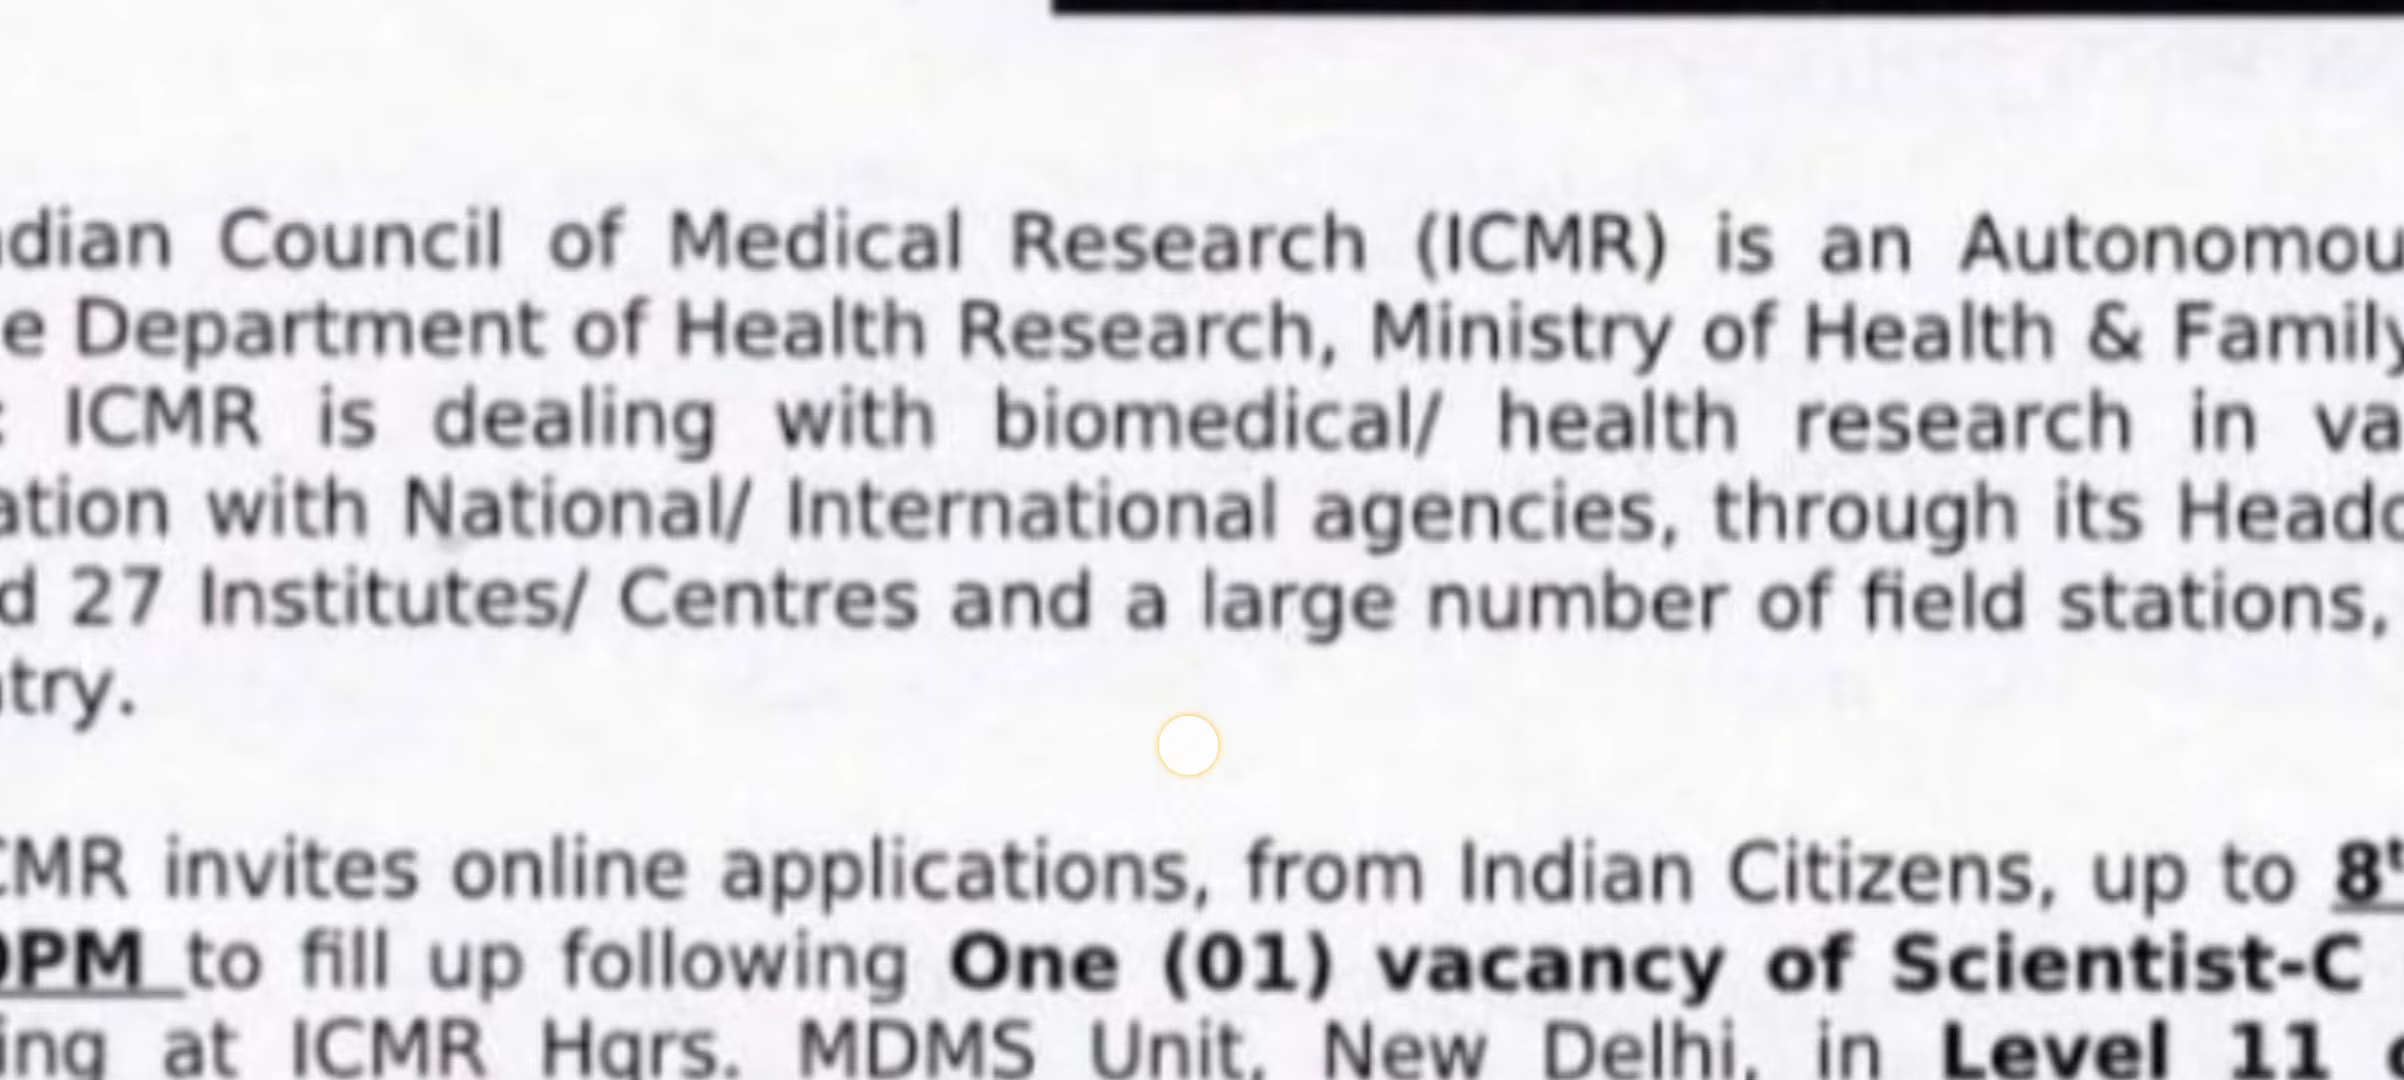 dian Council of Medical Research (ICMR) is an Autonomou
e Department of Health Research, Ministry of Health & Family
: ICMR is dealing with biomedical/ health research in va
ation with National/ International agencies, through its Head
d 27 Institutes/ Centres and a large number of field stations,
try.
CMR invites online applications, from Indian Citizens, up to 8
PM to fill up following One (01) vacancy of Scientist-C
ing at ICMR Hqrs. MDMS Unit, New Delhi, in Level 11